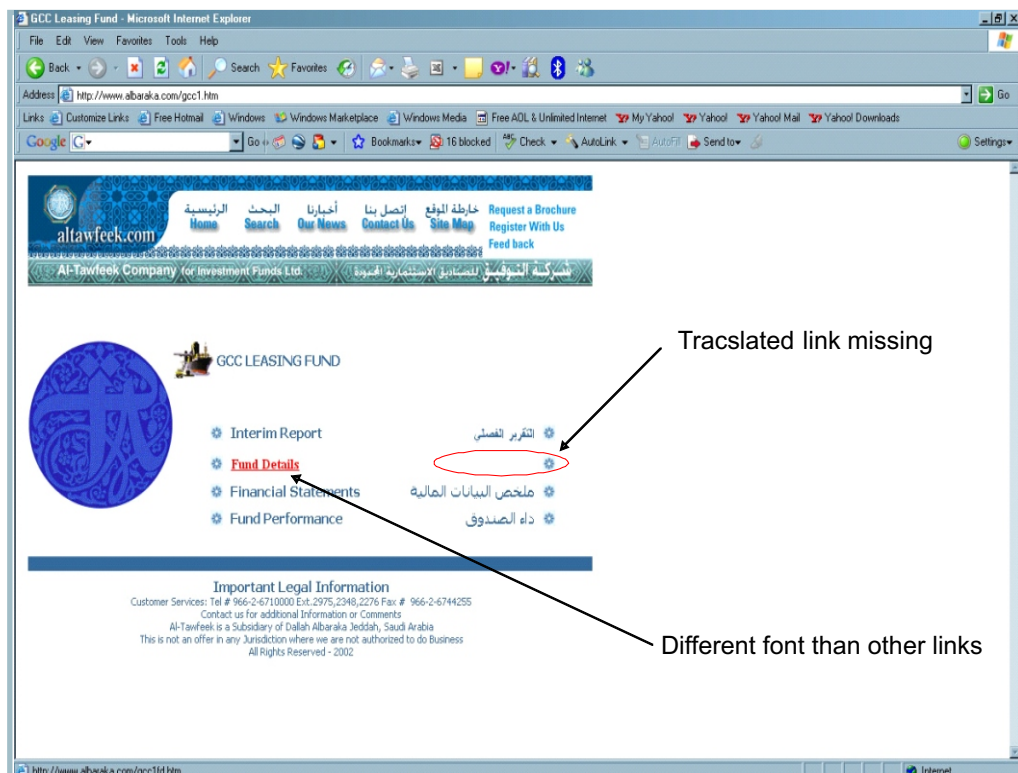 GCC Leasing Fund - Microsoft Internet Explorer
File Edit View Favorites Tools Help
Back Search Favorites
Address http://www.albaraka.com/gcc1.htm Go
Links Customize Links Free Hotmail Windows Windows Marketplace Windows Media Free AOL & Unlimited Internet My Yahoo! Yahoo! Yahoo! Mail Yahoo! Downloads
Google G Go Bookmarks 16 blocked ABC Check AutoLink AutoFill Send to Settings
الرئيسية البحث أخبارنا إتصل بنا خارطة الموقع Request a Brochure
Home Search Our News Contact Us Site Map Register With Us
altawfeek.com Feed back
Al-Tawfeek Company for Investment Funds Ltd. شركة التوفيق للصناديق الاستثمارية المحدودة
Tracslated link missing
GCC LEASING FUND
Interim Report التقرير الفصلي
Fund Details
Financial Statements ملخص البيانات المالية
Fund Performance ذاء الصندوق
Important Legal Information
Customer Services: Tel # 966-2-6710000 Ext.2975,2348,2276 Fax # 966-2-6744255
Contact us for additional Information or Comments
Al-Tawfeek is a Subsidiary of Dallah Albaraka Jeddah, Saudi Arabia
This is not an offer in any Jurisdiction where we are not authorized to do Business
All Rights Reserved - 2002
Different font than other links
http://www.albaraka.com/gcc1fd.htm Internet